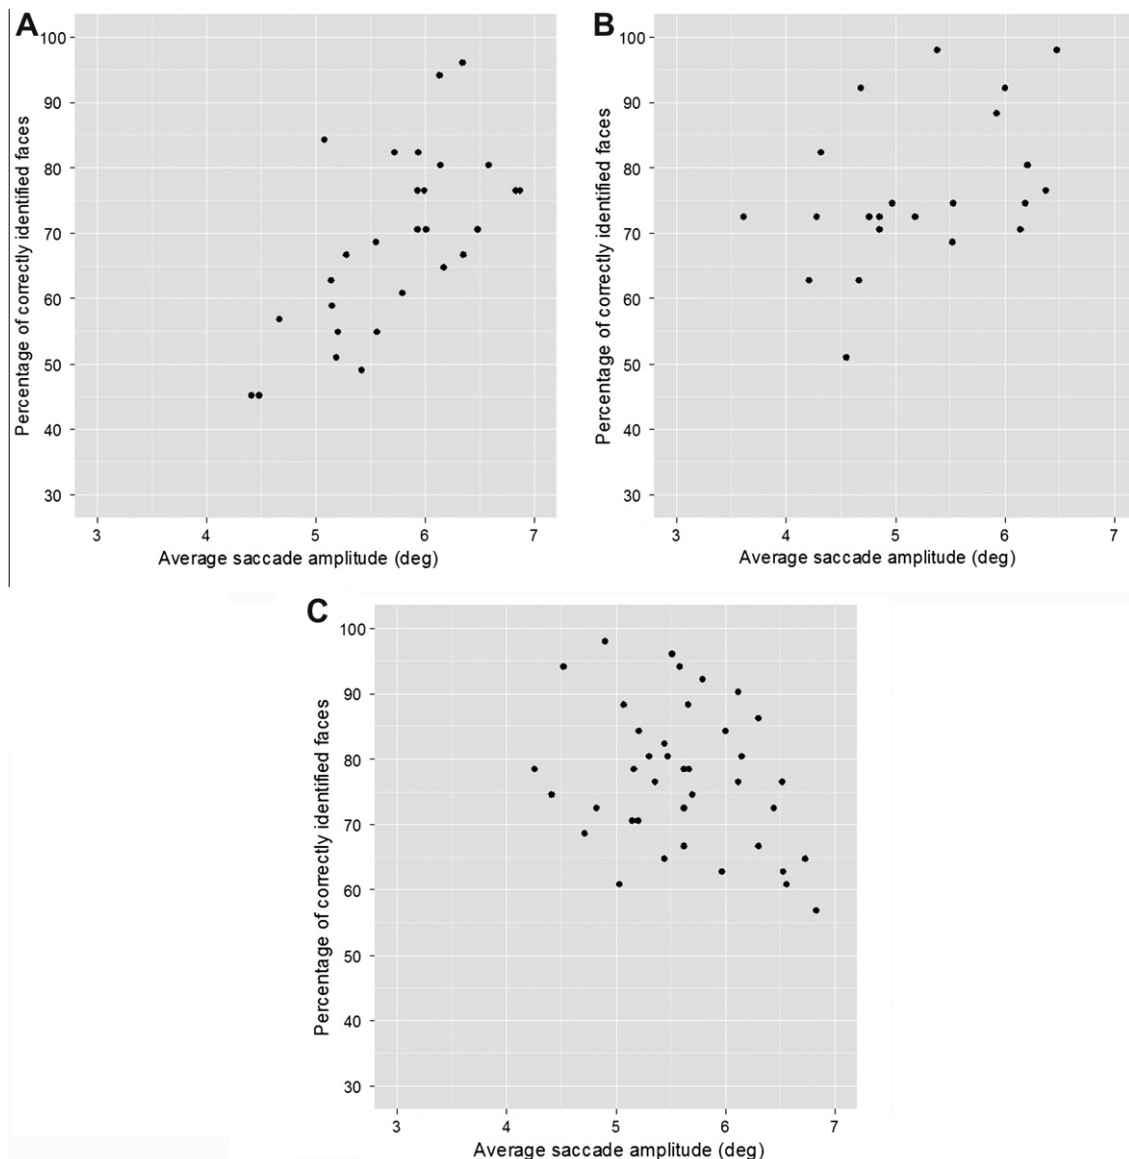 A
Percentage of correctly identified faces
100
90
80
70
60
50
40
30
3 4 5 6 7
Average saccade amplitude (deg)
B
Percentage of correctly identified faces
100
90
80
70
60
50
40
30
3 4 5 6 7
Average saccade amplitude (deg)
C
Percentage of correctly identified faces
100
90
80
70
60
50
40
30
3 4 5 6 7
Average saccade amplitude (deg)